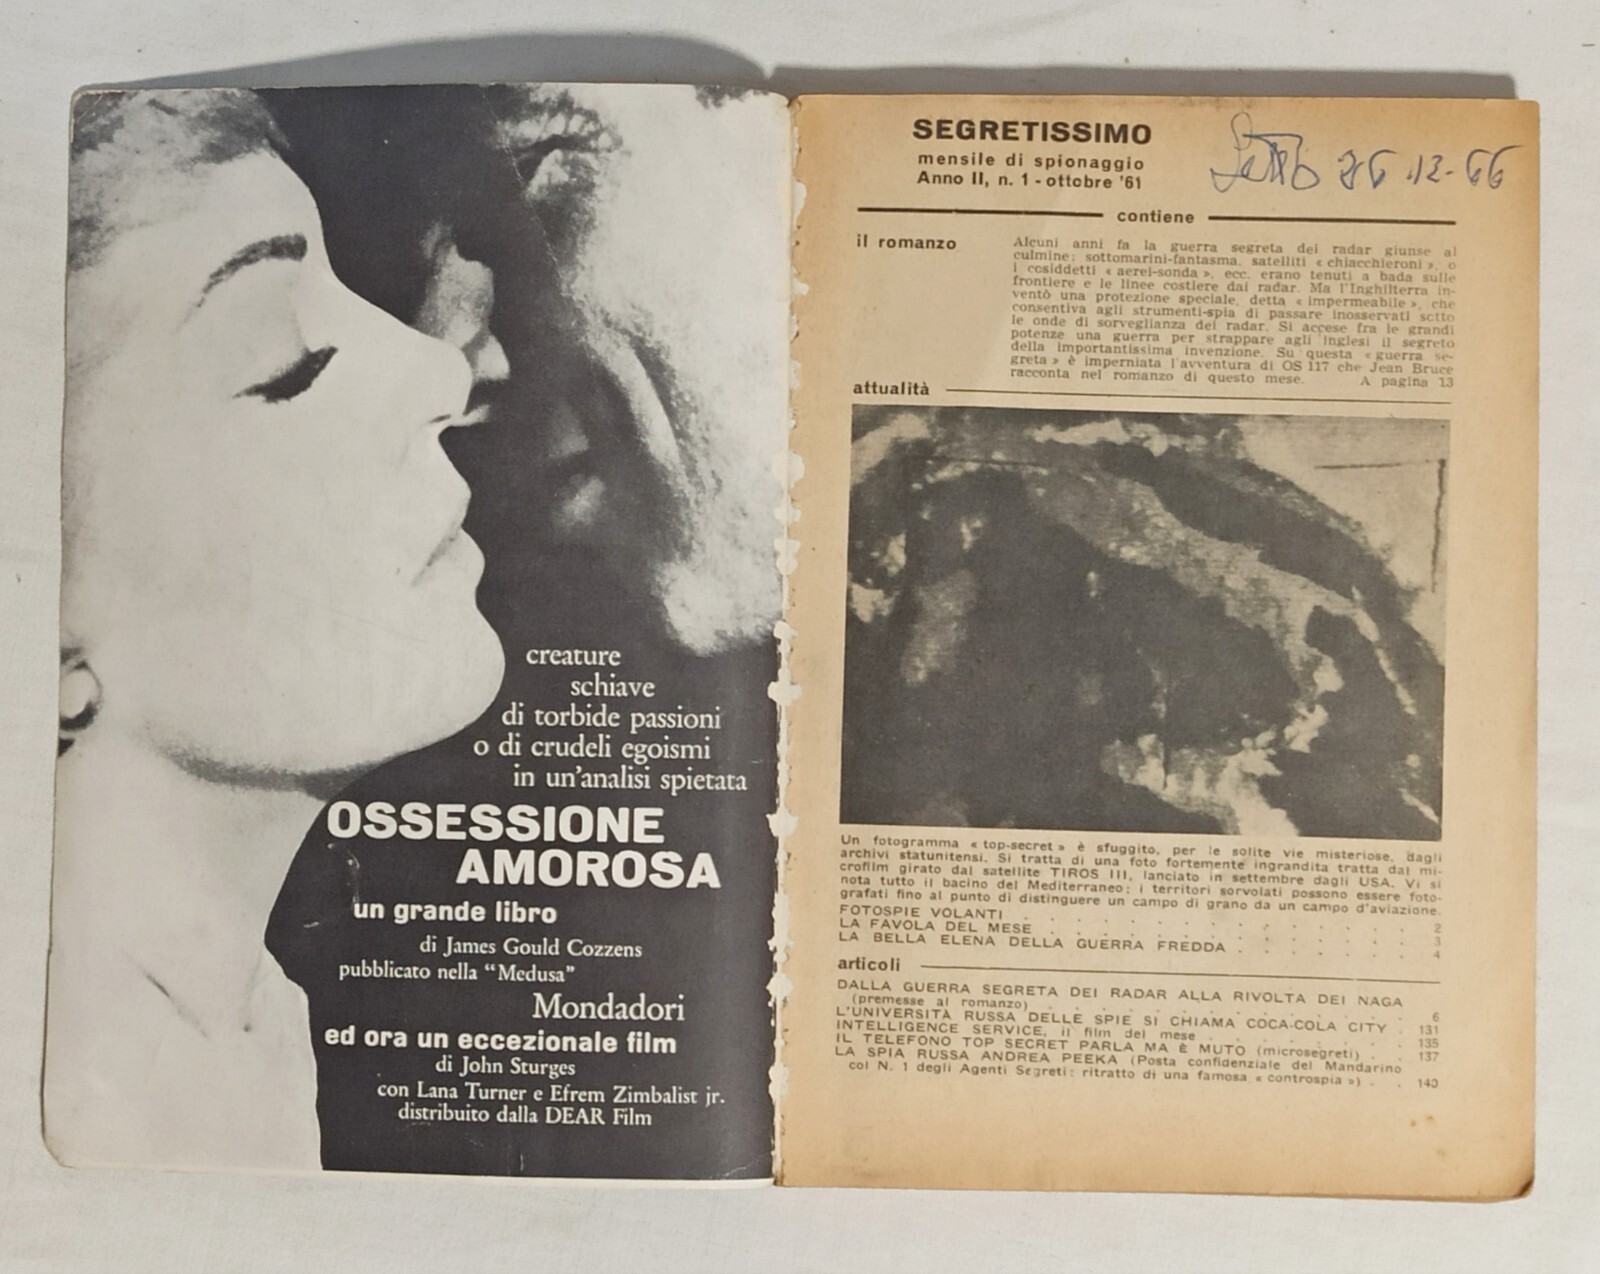 creature
schiave
di torbide passioni
o di crudeli egoismi
in un'analisi spietata
OSSESSIONE
AMOROSA
un grande libro
di James Gould Cozzens
pubblicato nella “Medusa”
Mondadori
ed ora un eccezionale film
di John Sturges
con Lana Turner e Efrem Zimbalist jr.
distribuito dalla DEAR Film
SEGRETISSIMO
mensile di spionaggio
Anno II, n. 1 - ottobre '61
Letto 26.12-66
contiene
il romanzo
Alcuni anni fa la guerra segreta dei radar giunse al
culmine: sottomarini-fantasma, satelliti « chiacchieroni », o
i cosiddetti « aerei-sonda », ecc. erano tenuti a bada sulle
frontiere e le linee costiere dai radar. Ma l'Inghilterra in-
ventò una protezione speciale, detta « impermeabile », che
consentiva agli strumenti-spia di passare inosservati sotto
le onde di sorveglianza dei radar. Si accese fra le grandi
potenze una guerra per strappare agli Inglesi il segreto
della importantissima invenzione. Su questa « guerra se-
greta » è imperniata l'avventura di OS 117 che Jean Bruce
racconta nel romanzo di questo mese. A pagina 13
attualità
Un fotogramma « top-secret » è sfuggito, per le solite vie misteriose, dagli
archivi statunitensi. Si tratta di una foto fortemente ingrandita tratta dal mi-
crofilm girato dal satellite TIROS III, lanciato in settembre dagli USA. Vi si
nota tutto il bacino del Mediterraneo; i territori sorvolati possono essere foto-
grafati fino al punto di distinguere un campo di grano da un campo d'aviazione.
FOTOSPIE VOLANTI . . . . . . . . . . . . 2
LA FAVOLA DEL MESE . . . . . . . . . . . 3
LA BELLA ELENA DELLA GUERRA FREDDA . . . . . . 4
articoli
DALLA GUERRA SEGRETA DEI RADAR ALLA RIVOLTA DEI NAGA
(premesse al romanzo) . . . . . . . . . . . 6
L'UNIVERSITÀ RUSSA DELLE SPIE SI CHIAMA COCA-COLA CITY . 131
INTELLIGENCE SERVICE, il film del mese . . . . . . 135
IL TELEFONO TOP SECRET PARLA MA È MUTO (microsegreti) . . 137
LA SPIA RUSSA ANDREA PEEKA (Posta confidenziale del Mandarino
col N. 1 degli Agenti Segreti: ritratto di una famosa « controspia ») . . 140